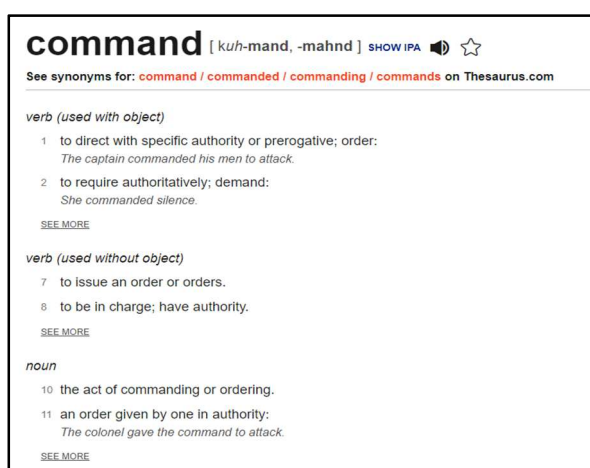 command [ kuh-mand, -mahnd ] SHOW IPA
See synonyms for: command / commanded / commanding / commands on Thesaurus.com
verb (used with object)
1 to direct with specific authority or prerogative; order:
The captain commanded his men to attack.
2 to require authoritatively; demand:
She commanded silence.
SEE MORE
verb (used without object)
7 to issue an order or orders.
8 to be in charge; have authority.
SEE MORE
noun
10 the act of commanding or ordering.
11 an order given by one in authority:
The colonel gave the command to attack.
SEE MORE